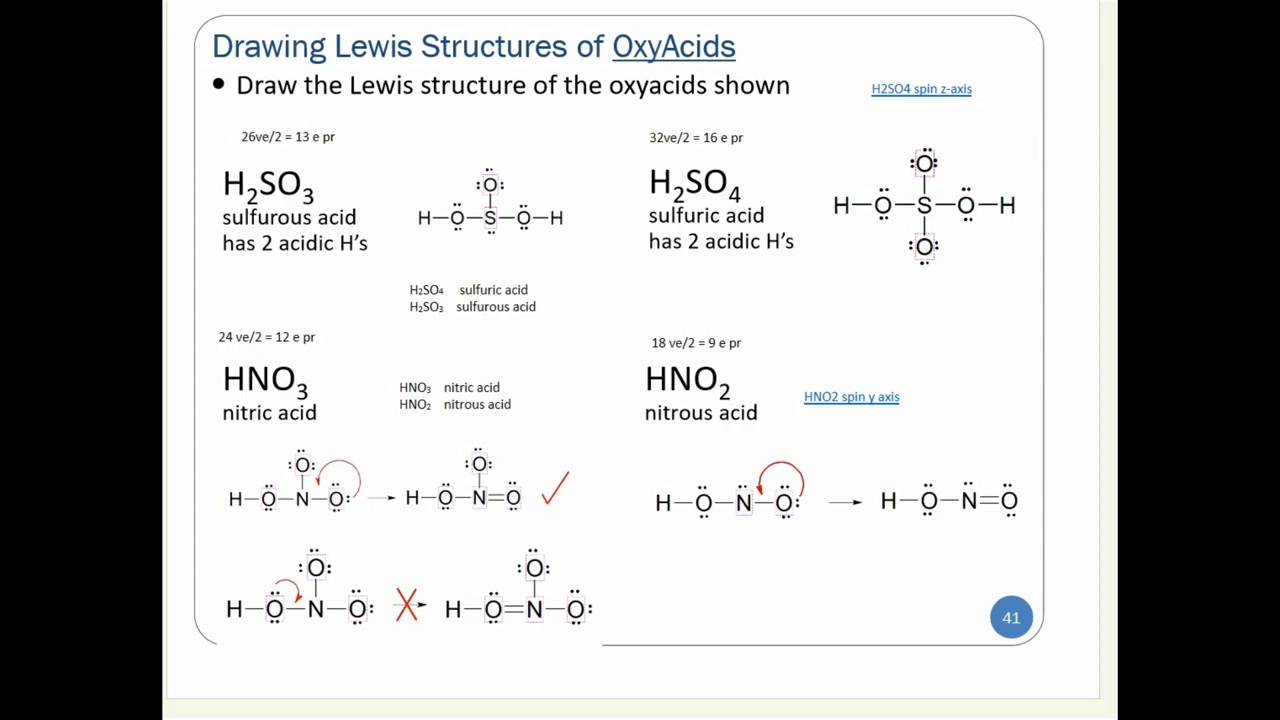 Drawing Lewis Structures of OxyAcids
• Draw the Lewis structure of the oxyacids shown
H2SO4 spin z-axis
26ve/2 = 13 e pr
H₂SO₃
sulfurous acid
has 2 acidic H's
:O:
H—O—S—O—H
32ve/2 = 16 e pr
H₂SO₄
sulfuric acid
has 2 acidic H's
:O:
H—O—S—O—H
:O:
H₂SO₄ sulfuric acid
H₂SO₃ sulfurous acid
24 ve/2 = 12 e pr
HNO₃
nitric acid
HNO₃ nitric acid
HNO₂ nitrous acid
18 ve/2 = 9 e pr
HNO₂
nitrous acid
HNO2 spin y axis
:O: :O:
H—O—N—O: → H—O—N=O ✓
H—O—N—O: → H—O—N=O
:O: :O:
H—O—N—O: X→ H—O=N—O:
41